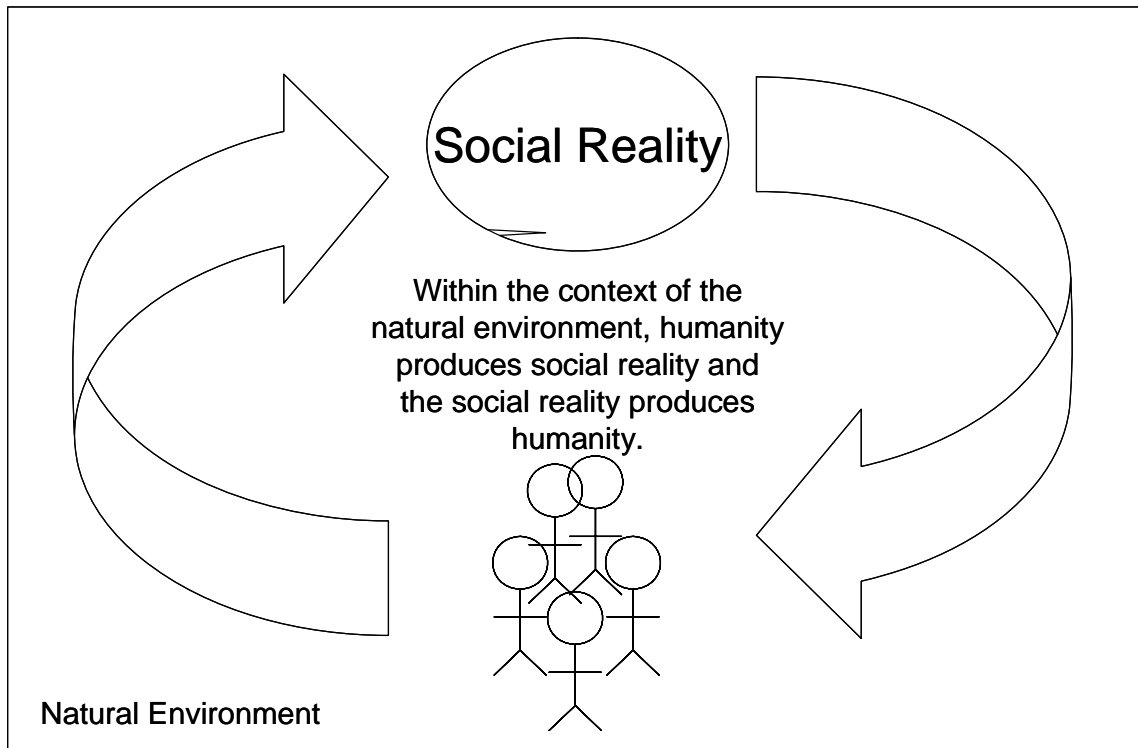 Social Reality
Within the context of the
natural environment, humanity
produces social reality and
the social reality produces
humanity.
Natural Environment